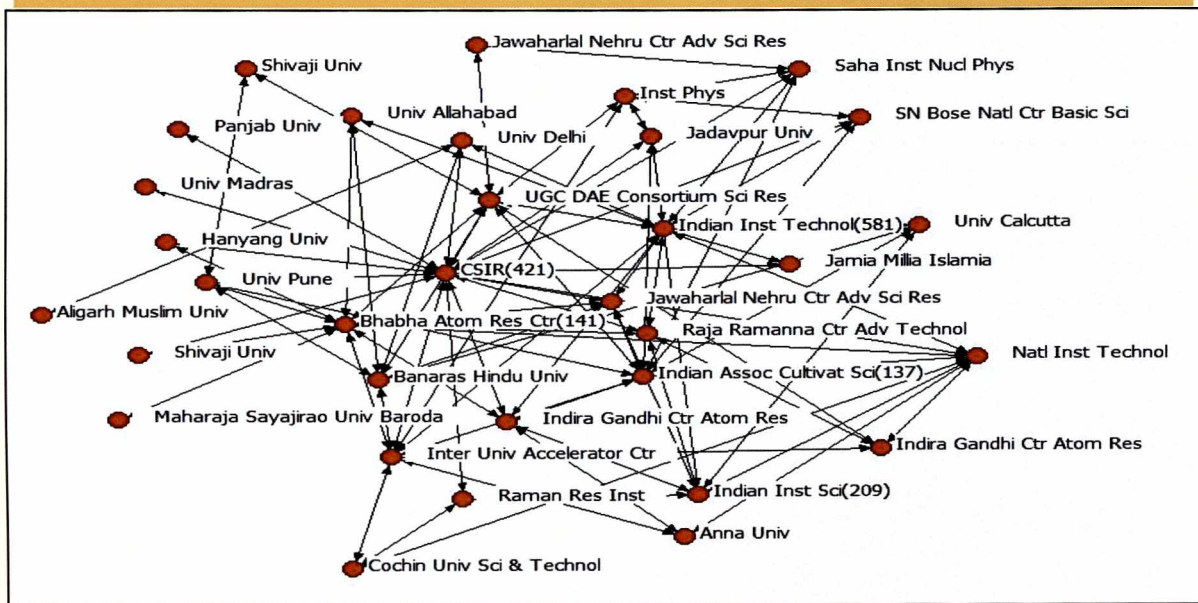 Jawaharlal Nehru Ctr Adv Sci Res
Shivaji Univ
Saha Inst Nucl Phys
Inst Phys
Univ Allahabad
SN Bose Natl Ctr Basic Sci
Panjab Univ
Univ Delhi
Jadavpur Univ
Univ Madras
UGC DAE Consortium Sci Res
Indian Inst Technol(581)
Univ Calcutta
Hanyang Univ
CSIR(421)
Jamia Millia Islamia
Univ Pune
Jawaharlal Nehru Ctr Adv Sci Res
Aligarh Muslim Univ
Bhabha Atom Res Ctr(141)
Raja Ramanna Ctr Adv Technol
Shivaji Univ
Natl Inst Technol
Banaras Hindu Univ
Indian Assoc Cultivat Sci(137)
Maharaja Sayajirao Univ Baroda
Indira Gandhi Ctr Atom Res
Indira Gandhi Ctr Atom Res
Inter Univ Accelerator Ctr
Raman Res Inst
Indian Inst Sci(209)
Anna Univ
Cochin Univ Sci & Technol